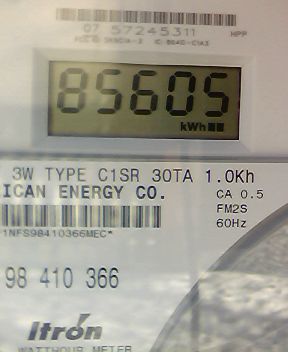 07 57245311 HPP
85605
kWh
3W TYPE C1SR 30TA 1.0Kh
ICAN ENERGY CO. CA 0.5
FM2S
60Hz
1NFS98410366MEC*
98 410 366
Itron
WATTHOUR METER